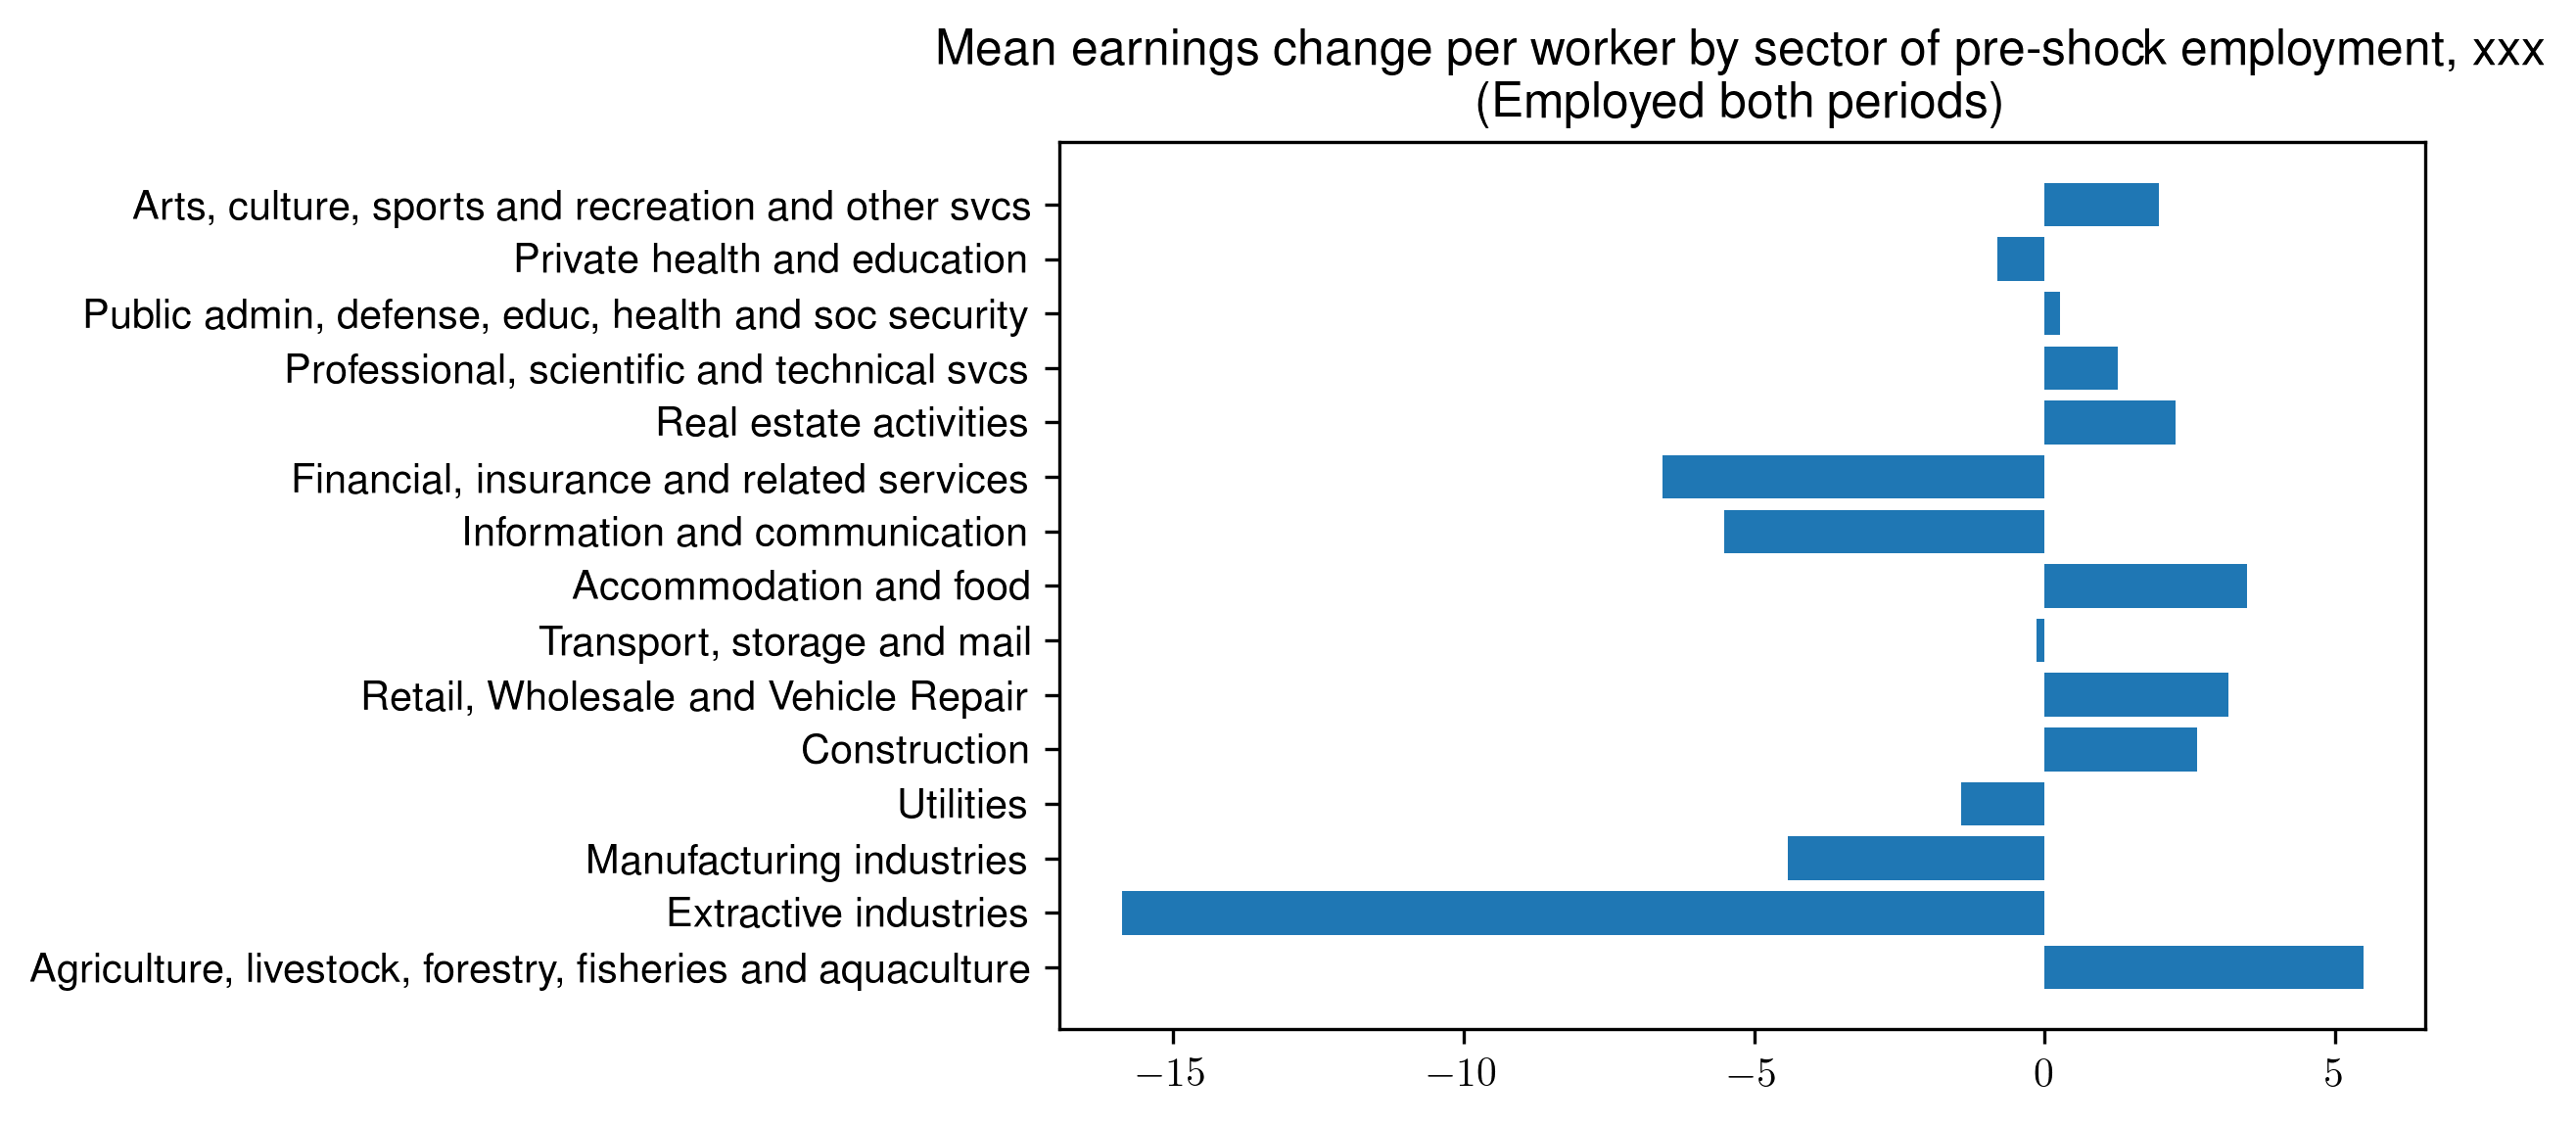 Mean earnings change per worker by sector of pre-shock employment, xxx
(Employed both periods)
Arts, culture, sports and recreation and other svcs
Private health and education
Public admin, defense, educ, health and soc security
Professional, scientific and technical svcs
Real estate activities
Financial, insurance and related services
Information and communication
Accommodation and food
Transport, storage and mail
Retail, Wholesale and Vehicle Repair
Construction
Utilities
Manufacturing industries
Extractive industries
Agriculture, livestock, forestry, fisheries and aquaculture
−15 −10 −5 0 5